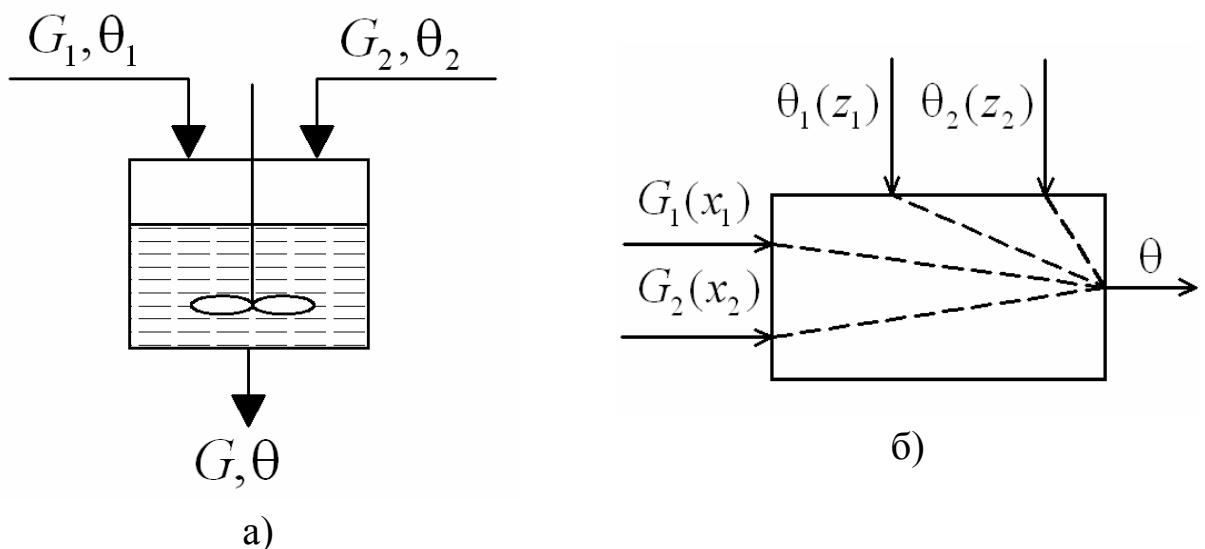 G₁,θ₁
G₂,θ₂
G,θ
а)
θ₁(z₁)
θ₂(z₂)
G₁(x₁)
G₂(x₂)
θ
б)